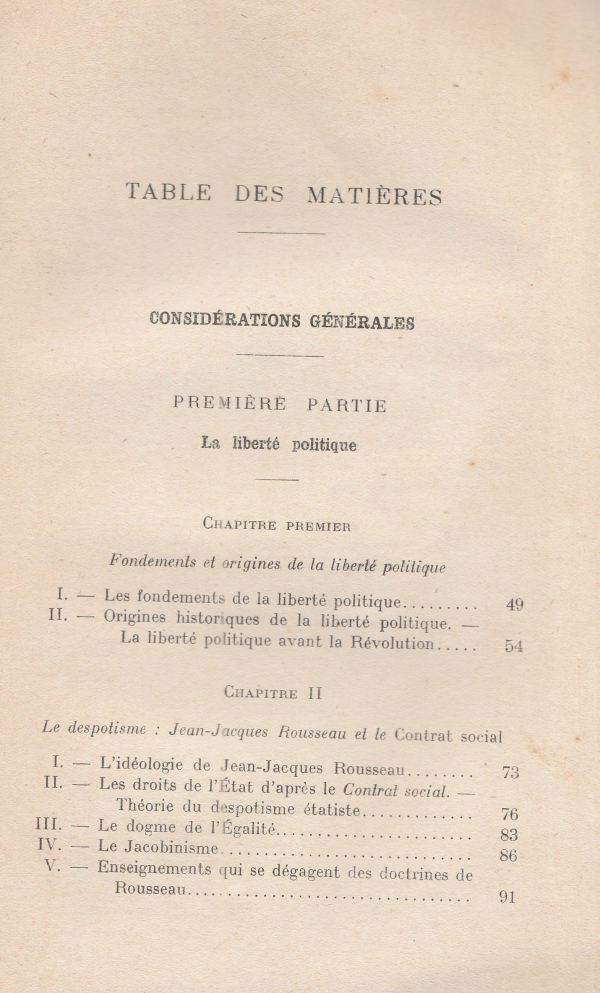 TABLE DES MATIÈRES
CONSIDÉRATIONS GÉNÉRALES
PREMIÈRE PARTIE
La liberté politique
CHAPITRE PREMIER
Fondements et origines de la liberté politique
I. — Les fondements de la liberté politique......... 49
II. — Origines historiques de la liberté politique. —
La liberté politique avant la Révolution..... 54
CHAPITRE II
Le despotisme : Jean-Jacques Rousseau et le Contrat social
I. — L'idéologie de Jean-Jacques Rousseau........ 73
II. — Les droits de l'État d'après le Contrat social. —
Théorie du despotisme étatiste............. 76
III. — Le dogme de l'Égalité....................... 83
IV. — Le Jacobinisme............................. 86
V. — Enseignements qui se dégagent des doctrines de
Rousseau................................. 91